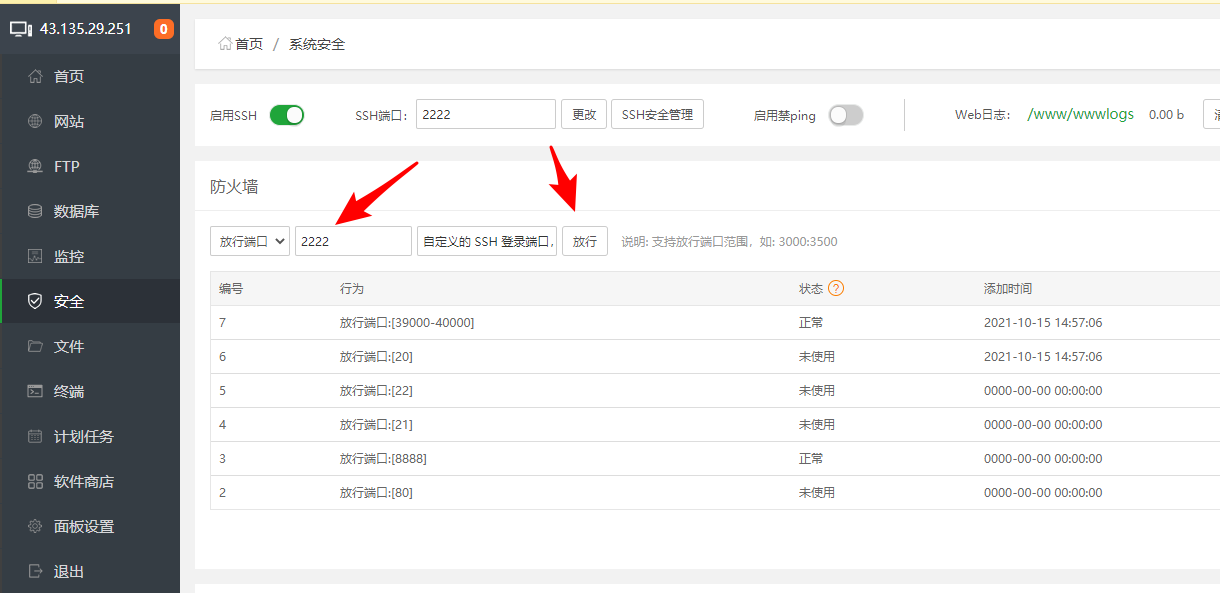 43.135.29.251
0
首页
网站
FTP
数据库
监控
安全
文件
终端
计划任务
软件商店
面板设置
退出
首页 / 系统安全
启用SSH SSH端口: 2222 更改 SSH安全管理 启用禁ping Web日志: /www/wwwlogs 0.00 b
防火墙
放行端口 2222 自定义的 SSH 登录端口, 放行 说明: 支持放行端口范围，如: 3000:3500
编号 行为 状态 ? 添加时间
7 放行端口:[39000-40000] 正常 2021-10-15 14:57:06
6 放行端口:[20] 未使用 2021-10-15 14:57:06
5 放行端口:[22] 未使用 0000-00-00 00:00:00
4 放行端口:[21] 未使用 0000-00-00 00:00:00
3 放行端口:[8888] 正常 0000-00-00 00:00:00
2 放行端口:[80] 未使用 0000-00-00 00:00:00